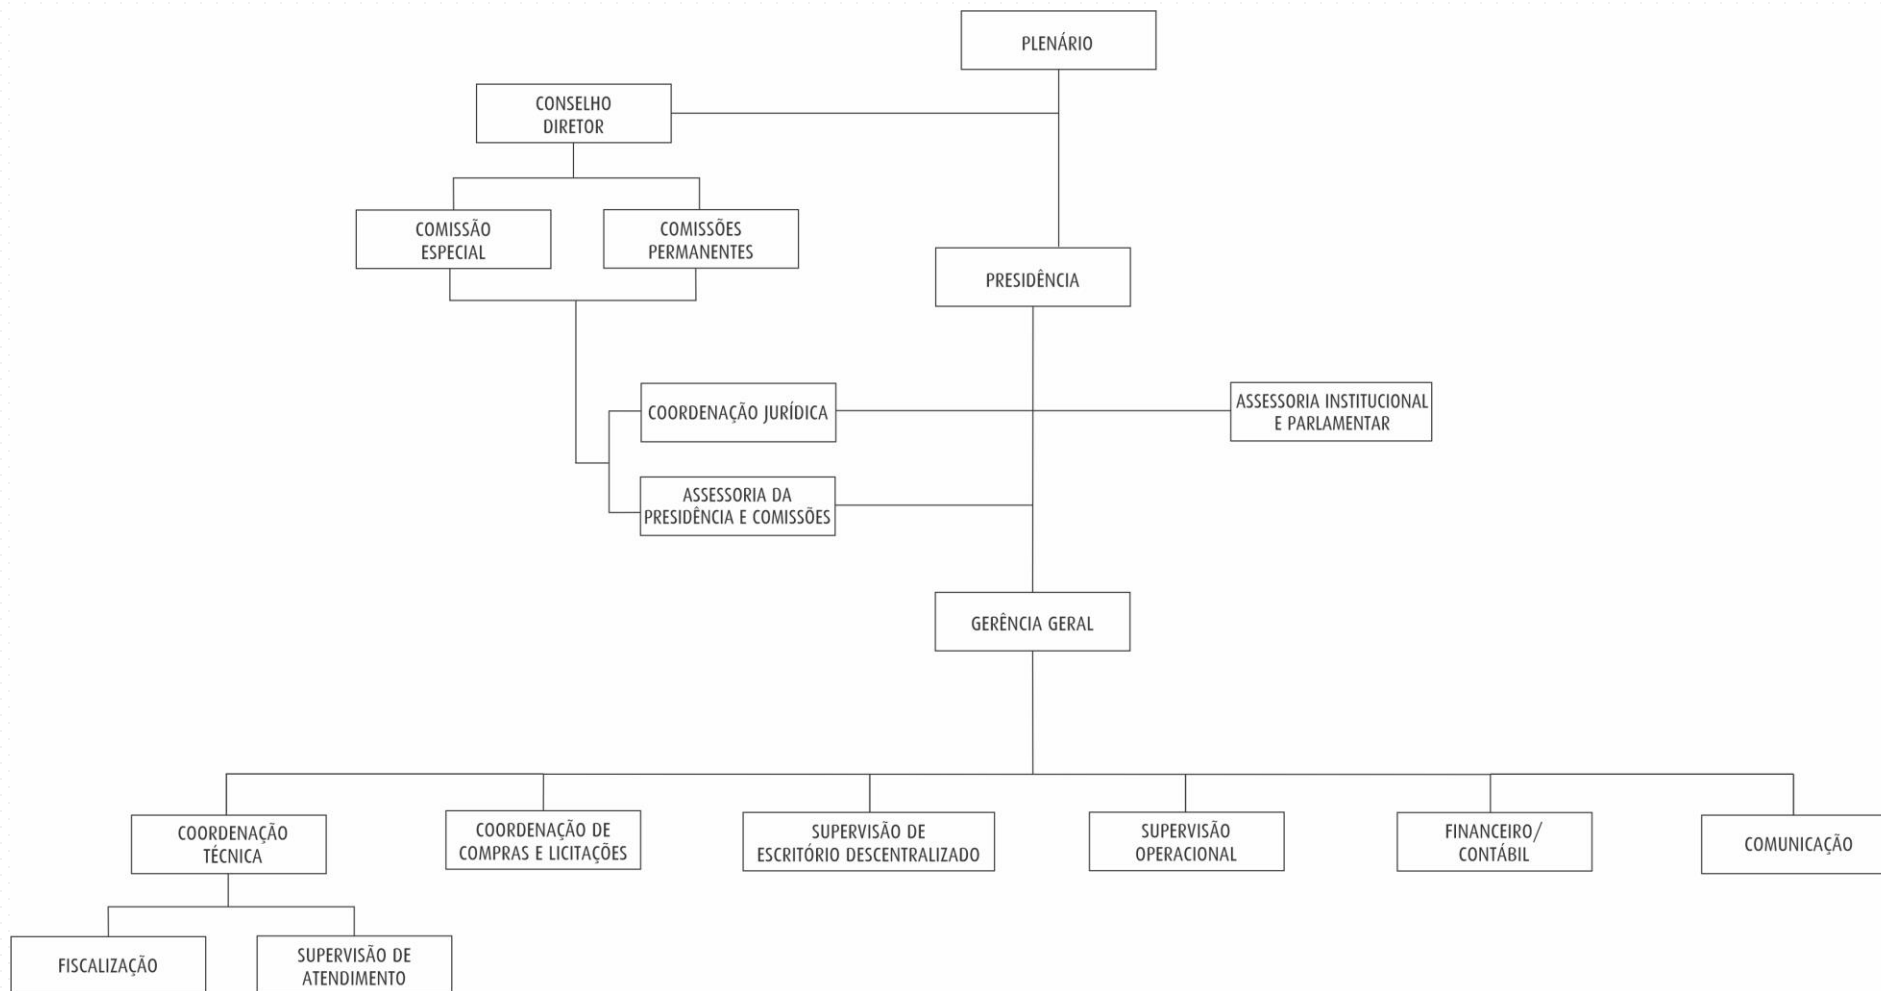 PLENÁRIO
CONSELHO
DIRETOR
COMISSÃO
ESPECIAL
COMISSÕES
PERMANENTES
PRESIDÊNCIA
COORDENAÇÃO JURÍDICA
ASSESSORIA INSTITUCIONAL
E PARLAMENTAR
ASSESSORIA DA
PRESIDÊNCIA E COMISSÕES
GERÊNCIA GERAL
COORDENAÇÃO
TÉCNICA
COORDENAÇÃO DE
COMPRAS E LICITAÇÕES
SUPERVISÃO DE
ESCRITÓRIO DESCENTRALIZADO
SUPERVISÃO
OPERACIONAL
FINANCEIRO/
CONTÁBIL
COMUNICAÇÃO
FISCALIZAÇÃO
SUPERVISÃO DE
ATENDIMENTO